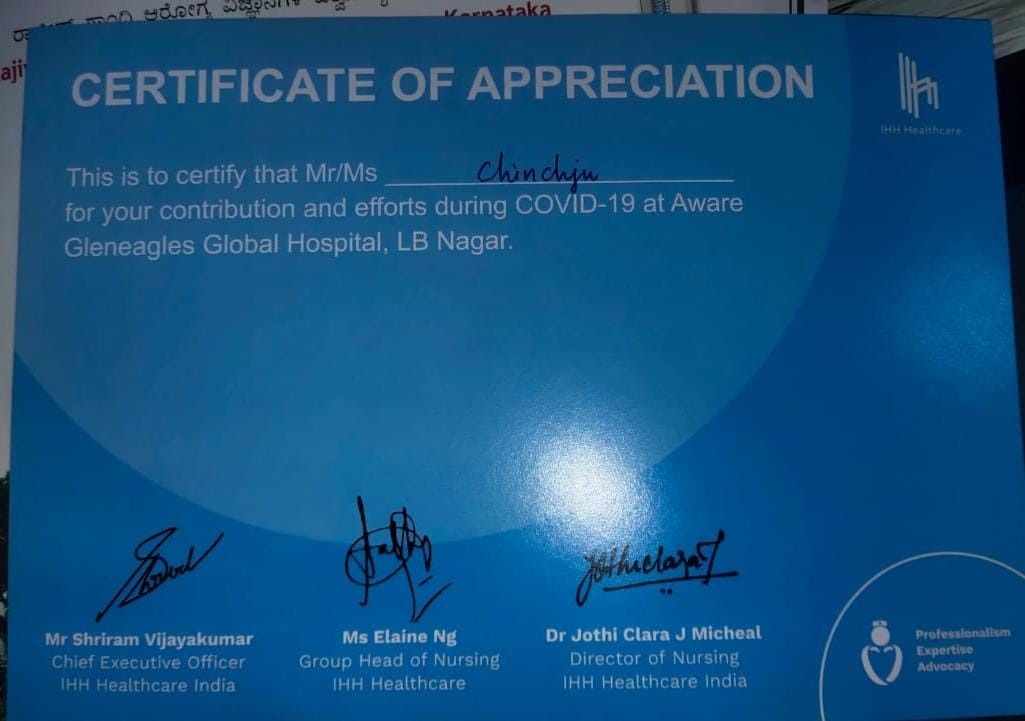 ಆರೋಗ್ಯ
Karnataka
CERTIFICATE OF APPRECIATION
IHH Healthcare
This is to certify that Mr/Ms Chinchju
for your contribution and efforts during COVID-19 at Aware
Gleneagles Global Hospital, LB Nagar.
JothiclaraJ
Mr Shriram Vijayakumar
Chief Executive Officer
IHH Healthcare India
Ms Elaine Ng
Group Head of Nursing
IHH Healthcare
Dr Jothi Clara J Micheal
Director of Nursing
IHH Healthcare India
Professionalism
Expertise
Advocacy